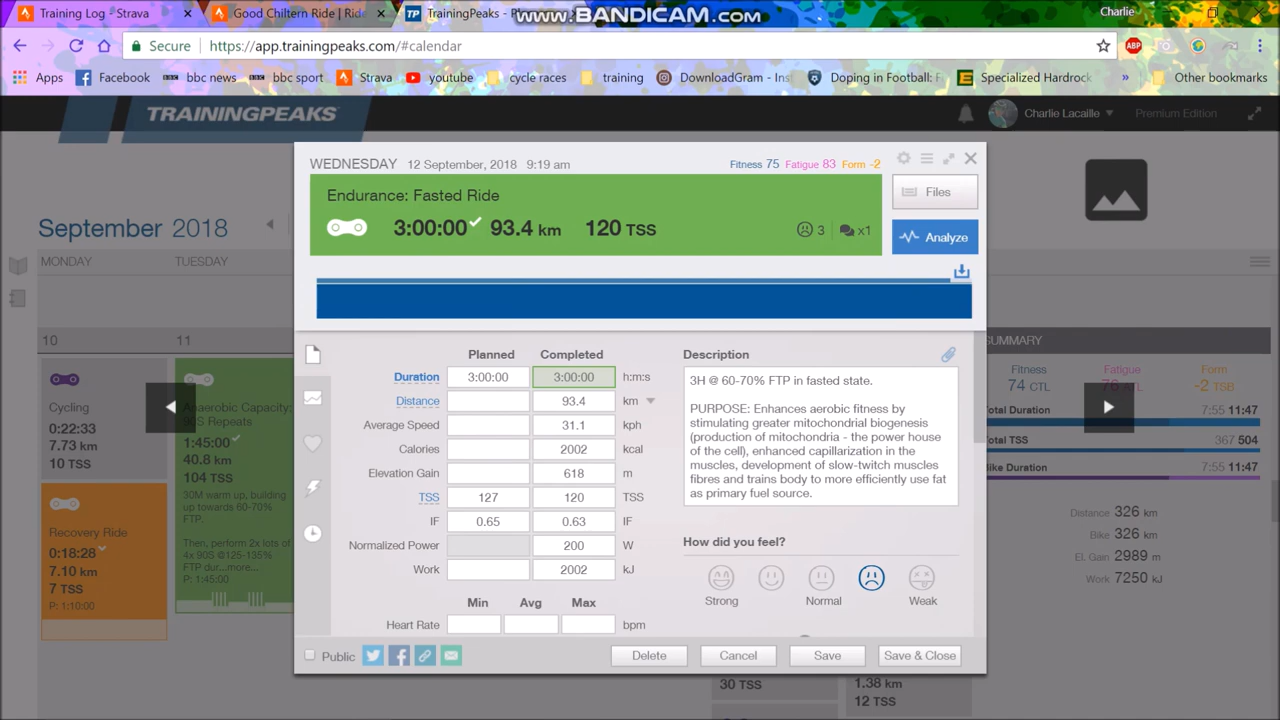 Training Log - Strava
Good Chiltern Ride | Ride
TrainingPeaks - P
www.BANDICAM.com
Charlie
Secure
https://app.trainingpeaks.com/#calendar
ABP
Apps
Facebook
bbc news
bbc sport
Strava
youtube
cycle races
training
DownloadGram - Inst
Doping in Football: F
Specialized Hardrock
»
Other bookmarks
TRAININGPEAKS
Charlie Lacaille
Premium Edition
September 2018
MONDAY
TUESDAY
10
11
Cycling
0:22:33
7.73 km
10 TSS
Recovery Ride
0:18:28
7.10 km
7 TSS
P: 1:10:00
Anaerobic Capacity:
90S Repeats
1:45:00
40.8 km
104 TSS
30M warm up, building
up towards 60-70%
FTP.
Then, perform 2x lots of
4x 90S @125-135%
FTP dur...more
P: 1:45:00
WEDNESDAY 12 September, 2018 9:19 am
Fitness 75 Fatigue 83 Form -2
Endurance: Fasted Ride
3:00:00 93.4 km 120 TSS
3 x1
Files
Analyze
Planned Completed
Duration 3:00:00 3:00:00 h:m:s
Distance 93.4 km
Average Speed 31.1 kph
Calories 2002 kcal
Elevation Gain 618 m
TSS 127 120 TSS
IF 0.65 0.63 IF
Normalized Power 200 W
Work 2002 kJ
Min Avg Max
Heart Rate bpm
Description
3H @ 60-70% FTP in fasted state.
PURPOSE: Enhances aerobic fitness by
stimulating greater mitochondrial biogenesis
(production of mitochondria - the power house
of the cell), enhanced capillarization in the
muscles, development of slow-twitch muscles
fibres and trains body to more efficiently use fat
as primary fuel source.
How did you feel?
Strong Normal Weak
Public
Delete
Cancel
Save
Save & Close
SUMMARY
Fitness Fatigue Form
74 CTL 76 ATL -2 TSB
Total Duration 7:55 11:47
Total TSS 367 504
Bike Duration 7:55 11:47
Distance 326 km
Bike 326 km
El. Gain 2989 m
Work 7250 kJ
30 TSS
1.38 km
12 TSS